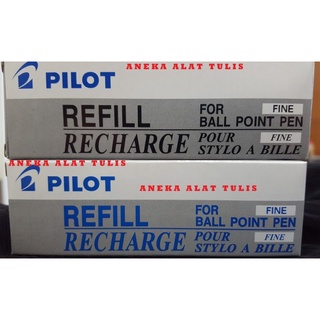 PILOT
ANEKA ALAT TULIS
REFILL FOR FINE
BALL POINT PEN
RECHARGE POUR FINE
STYLO A BILLE
ANEKA ALAT TULIS
PILOT
ANEKA ALAT TULIS
REFILL FOR FINE
BALL POINT PEN
RECHARGE POUR FINE
STYLO A BILLE